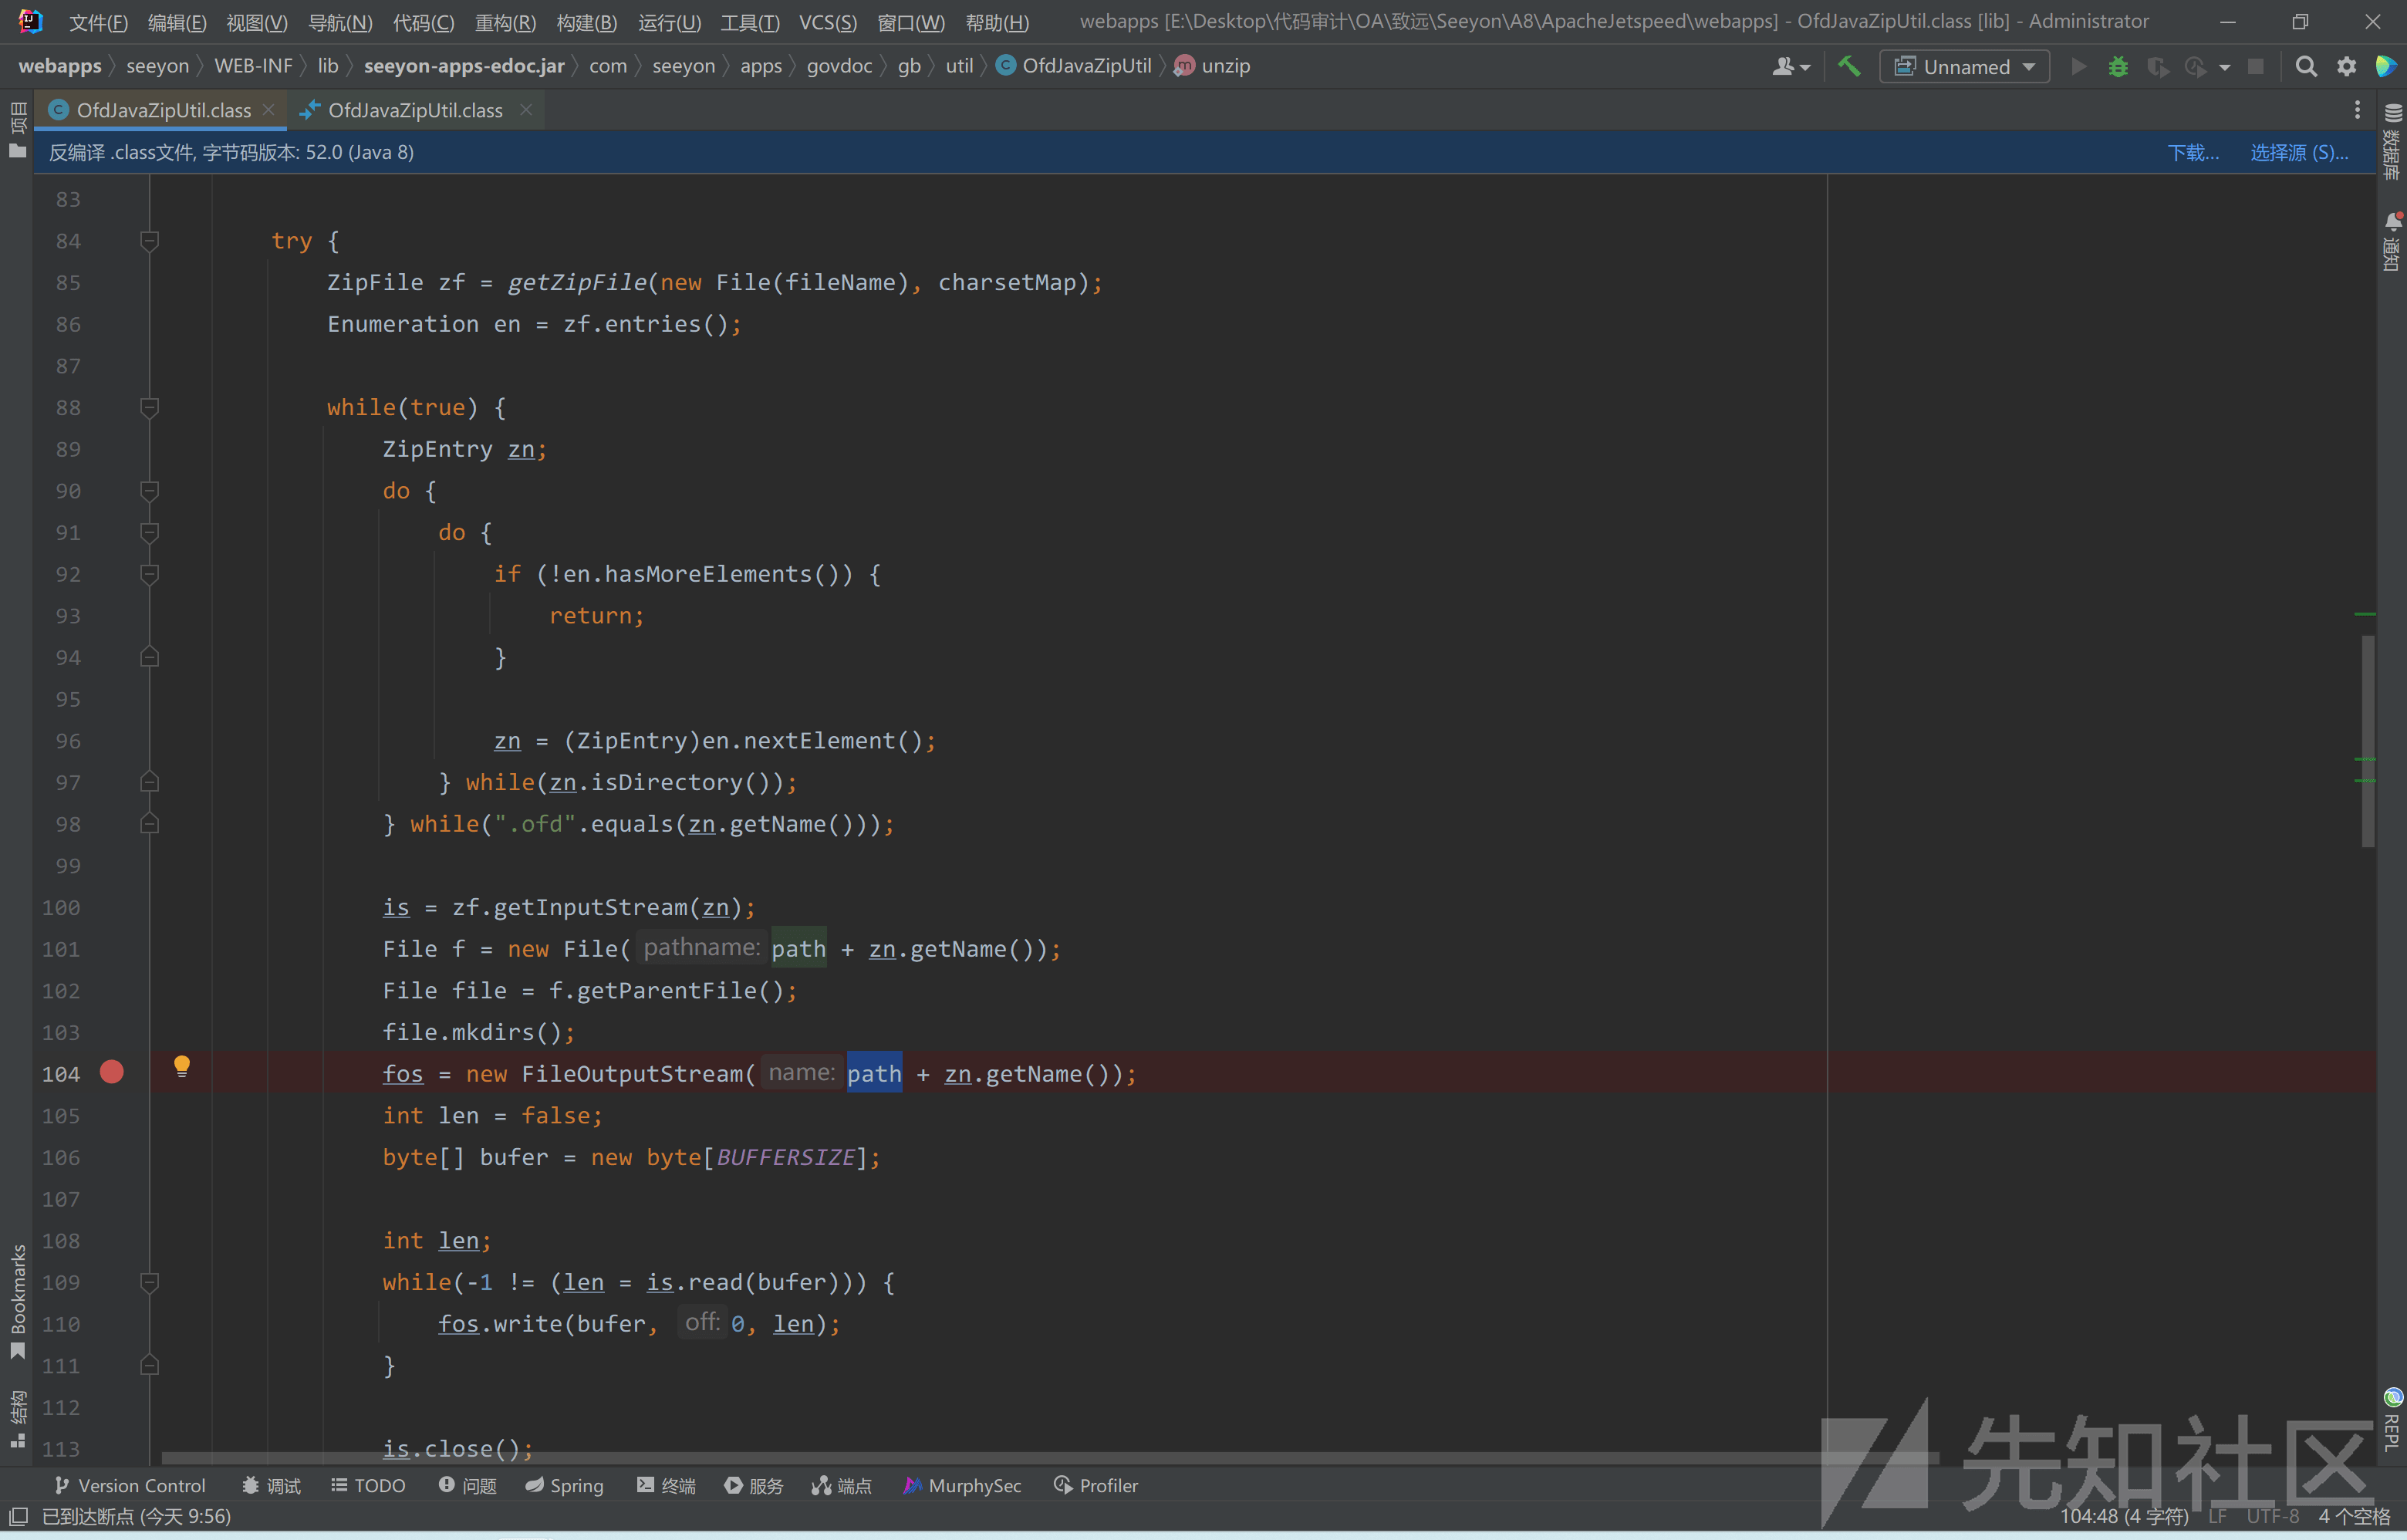 文件(F) 编辑(E) 视图(V) 导航(N) 代码(C) 重构(R) 构建(B) 运行(U) 工具(T) VCS(S) 窗口(W) 帮助(H) webapps [E:\Desktop\代码审计\OA\致远\Seeyon\A8\ApacheJetspeed\webapps] - OfdJavaZipUtil.class [lib] - Administrator
webapps seeyon WEB-INF lib seeyon-apps-edoc.jar com seeyon apps govdoc gb util C OfdJavaZipUtil m unzip Unnamed
C OfdJavaZipUtil.class OfdJavaZipUtil.class
反编译 .class文件, 字节码版本: 52.0 (Java 8) 下载... 选择源 (S)...
83
84 try {
85 ZipFile zf = getZipFile(new File(fileName), charsetMap);
86 Enumeration en = zf.entries();
87
88 while(true) {
89 ZipEntry zn;
90 do {
91 do {
92 if (!en.hasMoreElements()) {
93 return;
94 }
95
96 zn = (ZipEntry)en.nextElement();
97 } while(zn.isDirectory());
98 } while(".ofd".equals(zn.getName()));
99
100 is = zf.getInputStream(zn);
101 File f = new File( pathname: path + zn.getName());
102 File file = f.getParentFile();
103 file.mkdirs();
104 fos = new FileOutputStream( name: path + zn.getName());
105 int len = false;
106 byte[] bufer = new byte[BUFFERSIZE];
107
108 int len;
109 while(-1 != (len = is.read(bufer))) {
110 fos.write(bufer, off: 0, len);
111 }
112
113 is.close();
项目
Bookmarks
结构
数据库
通知
REPL
Version Control 调试 TODO 问题 Spring 终端 服务 端点 MurphySec Profiler
已到达断点 (今天 9:56) 104:48 (4 字符) LF UTF-8 4 个空格
先知社区